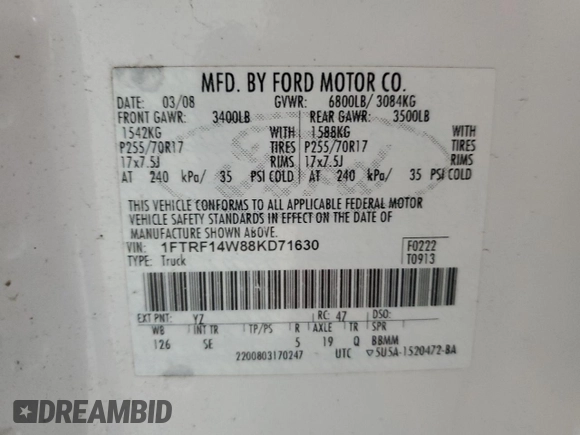 MFD. BY FORD MOTOR CO.
DATE: 03/08 GVWR: 6800LB/ 3084KG
FRONT GAWR: 3400LB REAR GAWR: 3500LB
1542KG WITH 1588KG WITH
P255/70R17 TIRES P255/70R17 TIRES
17x7.5J RIMS 17x7.5J RIMS
AT 240 kPa/ 35 PSI COLD AT 240 kPa/ 35 PSI COLD
THIS VEHICLE CONFORMS TO ALL APPLICABLE FEDERAL MOTOR
VEHICLE SAFETY STANDARDS IN EFFECT ON THE DATE OF
MANUFACTURE SHOWN ABOVE.
VIN: 1FTRF14W88KD71630 F0222
TYPE: Truck T0913
EXT PNT: YZ RC: 47 DSO:
WB INT TR TP/PS R AXLE TR SPR
126 SE 5 19 Q BBMM
2200803170247 UTC ▽5U5A-1520472-BA
DREAMBID